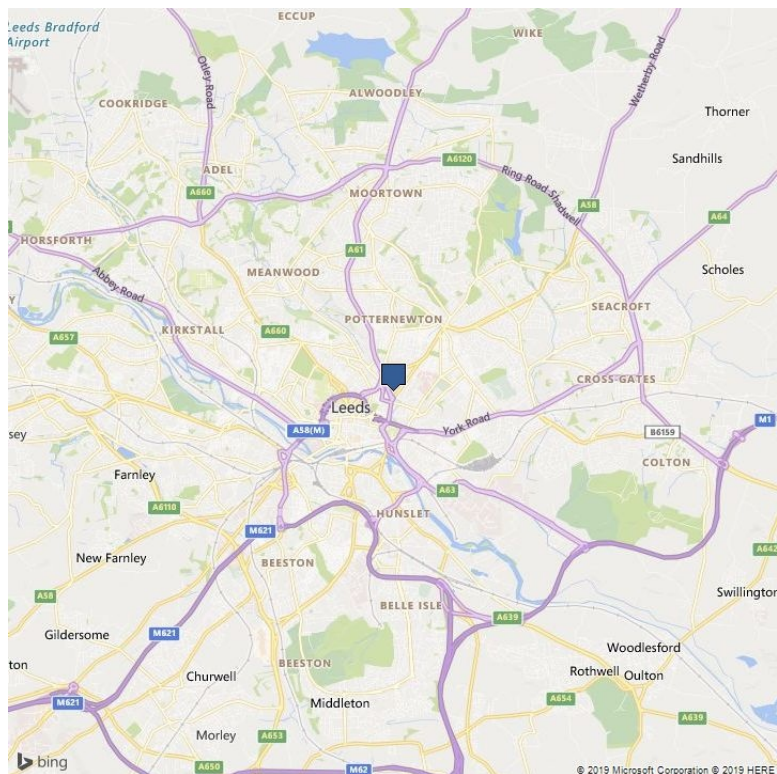 ECCUP
Leeds Bradford
Airport
WIKE
Otley Road
Wetherby Road
ALWOODLEY
COOKRIDGE
Thorner
A6120
Sandhills
ADEL
Ring Road Shadwell
A660
MOORTOWN
A58
A64
HORSFORTH
A61
Abbey Road
MEANWOOD
Scholes
SEACROFT
POTTERNEWTON
KIRKSTALL
A660
A657
CROSS GATES
Leeds
York Road
M1
A58(M)
B6159
sey
COLTON
Farnley
A63
A6110
HUNSLET
M621
A642
New Farnley
BEESTON
Swillington
A58
BELLE ISLE
A639
M621
Gildersome
Woodlesford
ton
BEESTON
Rothwell
Oulton
Churwell
M621
Middleton
A654
A639
Morley
A653
bing
A650
M62
© 2019 Microsoft Corporation © 2019 HERE